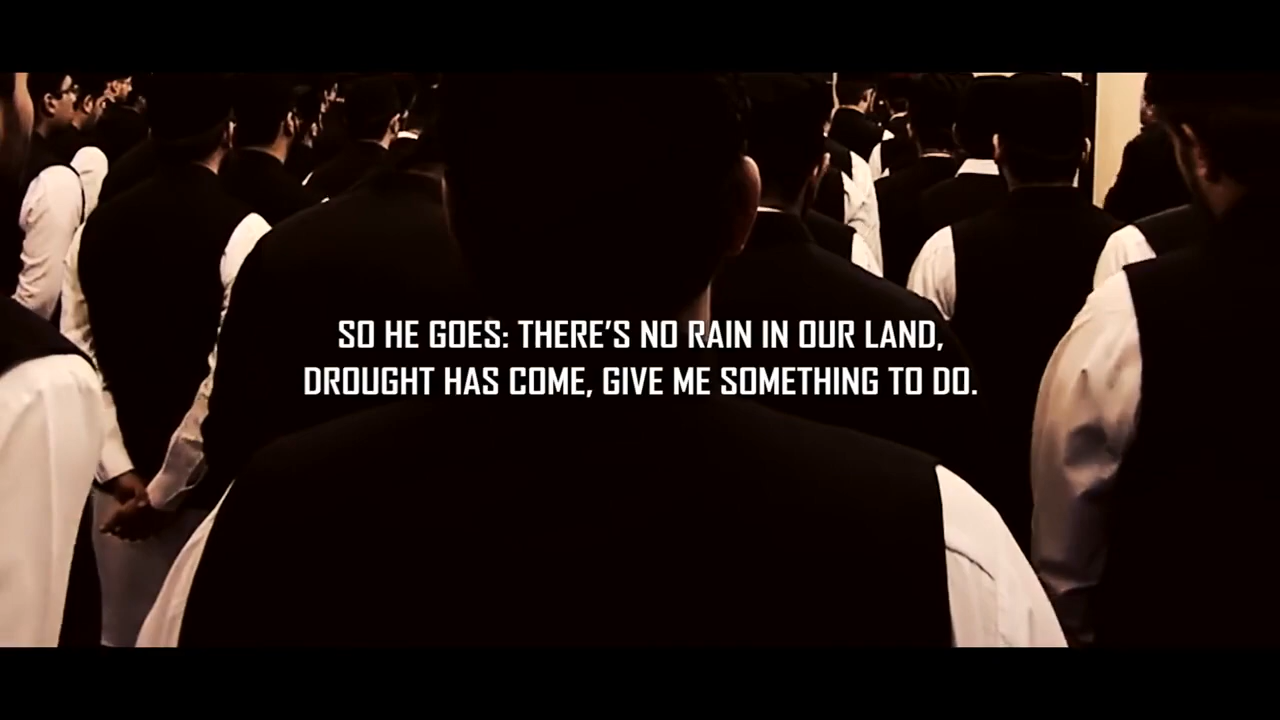 SO HE GOES: THERE'S NO RAIN IN OUR LAND,
DROUGHT HAS COME, GIVE ME SOMETHING TO DO.